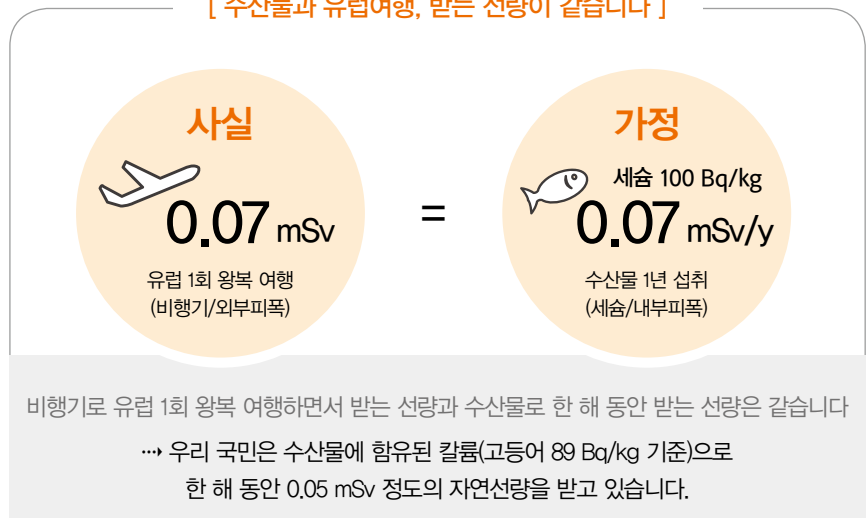 [ 수산물과 유럽여행, 받는 선량이 같습니다 ]
사실
0.07 mSv
유럽 1회 왕복 여행
(비행기/외부피폭)
=
가정
세슘 100 Bq/kg
0.07 mSv/y
수산물 1년 섭취
(세슘/내부피폭)
비행기로 유럽 1회 왕복 여행하면서 받는 선량과 수산물로 한 해 동안 받는 선량은 같습니다
···→ 우리 국민은 수산물에 함유된 칼륨(고등어 89 Bq/kg 기준)으로
한 해 동안 0.05 mSv 정도의 자연선량을 받고 있습니다.